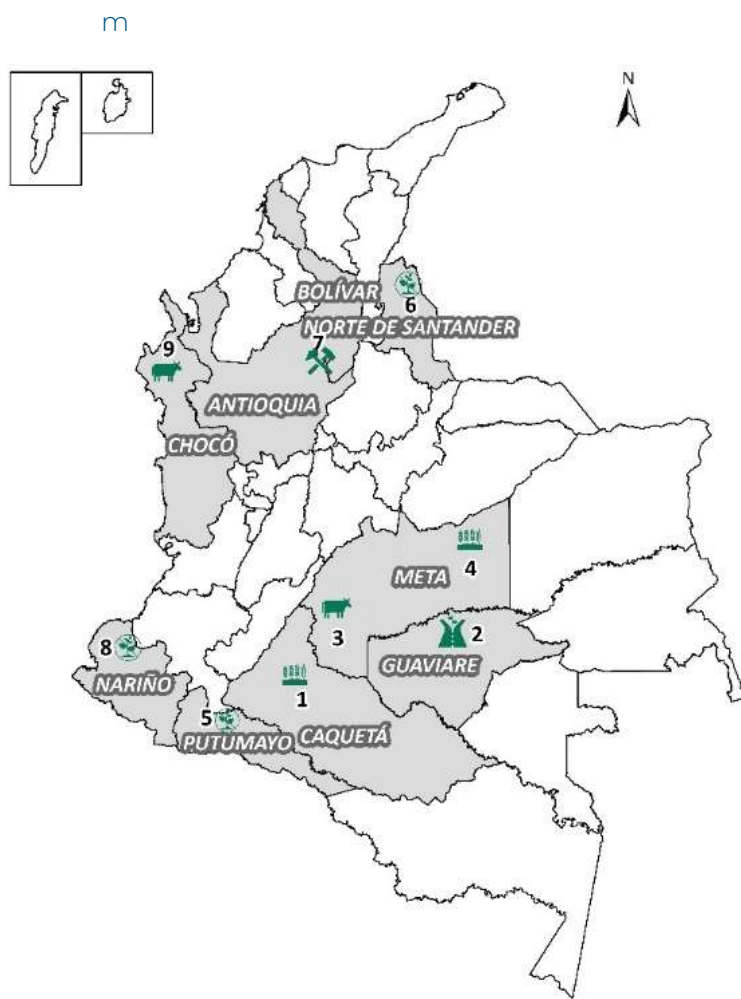 m
N
BOLÍVAR
6
NORTE DE SANTANDER
7
9
ANTIOQUIA
CHOCÓ
4
META
2
3
GUAVIARE
8
NARIÑO
1
5
PUTUMAYO
CAQUETÁ